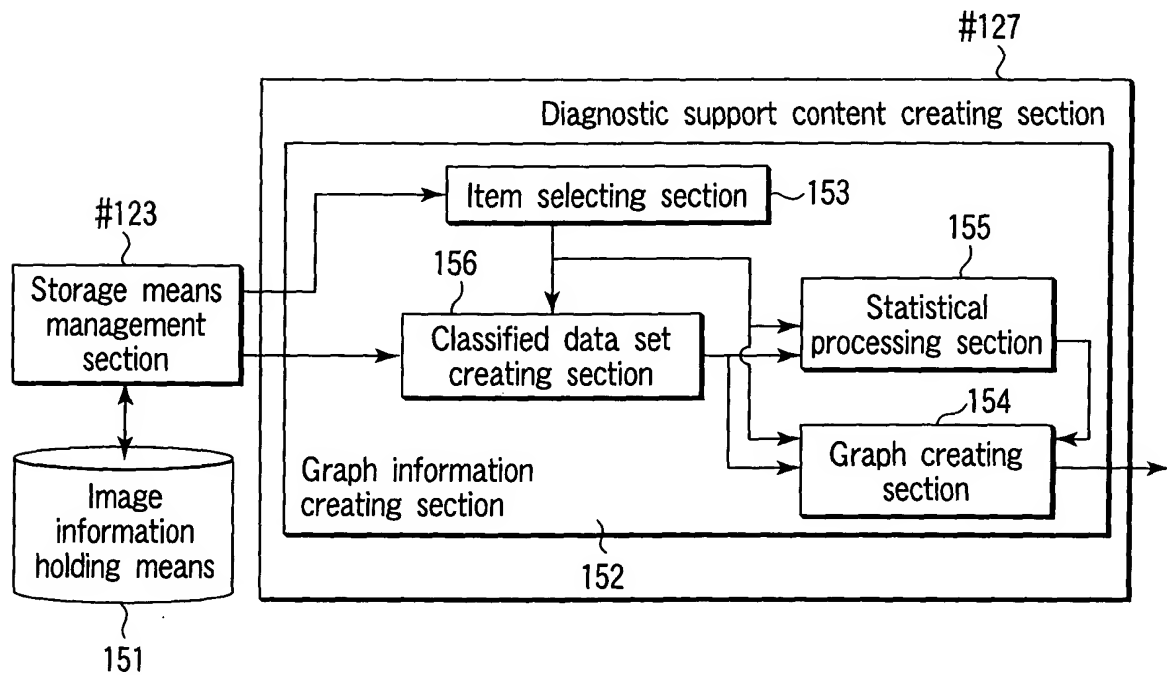 #127
Diagnostic support content creating section
Item selecting section
153
#123
Storage means
management
section
156
Classified data set
creating section
155
Statistical
processing section
154
Graph creating
section
Graph information
creating section
152
Image
information
holding means
151